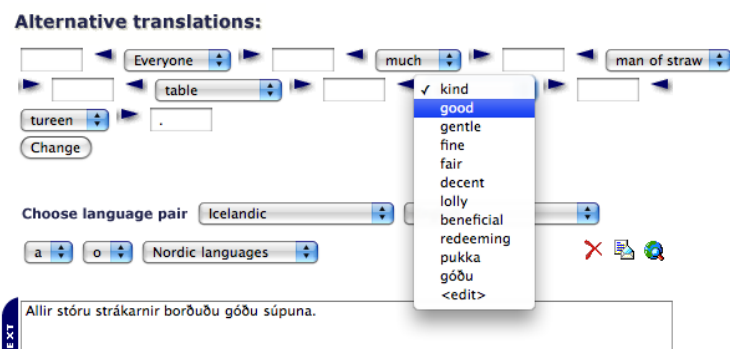 Alternative translations:
Everyone much man of straw
table ✓ kind
good
tureen . gentle
Change fine
fair
decent
Choose language pair Icelandic lolly
beneficial
a o Nordic languages redeeming
pukka
góðu
<edit>
Allir stóru strákarnir borðuðu góðu súpuna.
EXT